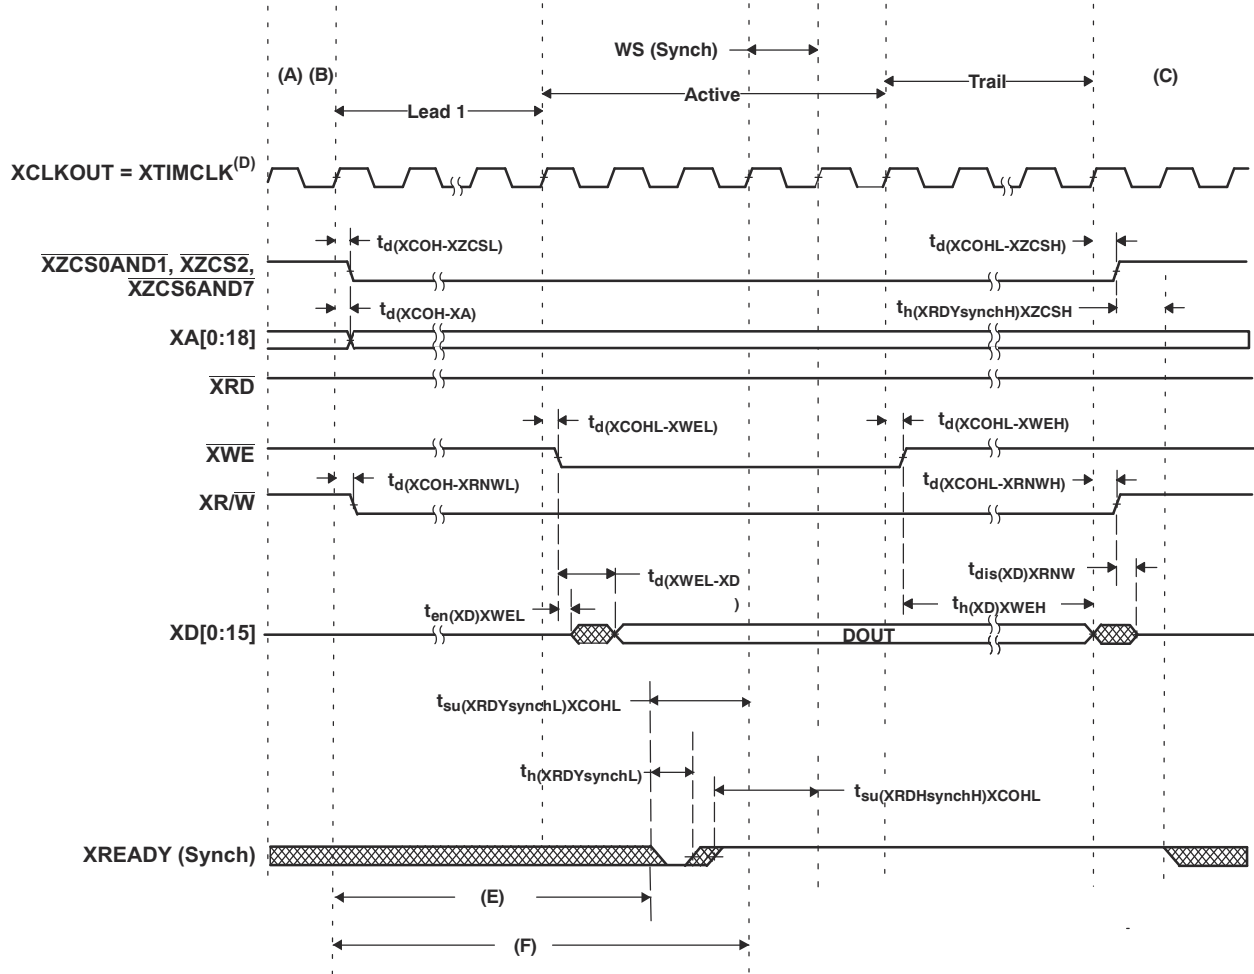 WS (Synch)
(A) (B)
Lead 1
Active
Trail
(C)
XCLKOUT = XTIMCLK(D)
td(XCOH-XZCSL)
td(XCOHL-XZCSH)
XZCS0AND1, XZCS2,
XZCS6AND7
td(XCOH-XA)
th(XRDYsynchH)XZCSH
XA[0:18]
XRD
td(XCOHL-XWEL)
td(XCOHL-XWEH)
XWE
td(XCOH-XRNWL)
td(XCOHL-XRNWH)
XR/W
td(XWEL-XD
)
tdis(XD)XRNW
ten(XD)XWEL
th(XD)XWEH
XD[0:15]
DOUT
tsu(XRDYsynchL)XCOHL
th(XRDYsynchL)
tsu(XRDHsynchH)XCOHL
XREADY (Synch)
(E)
(F)